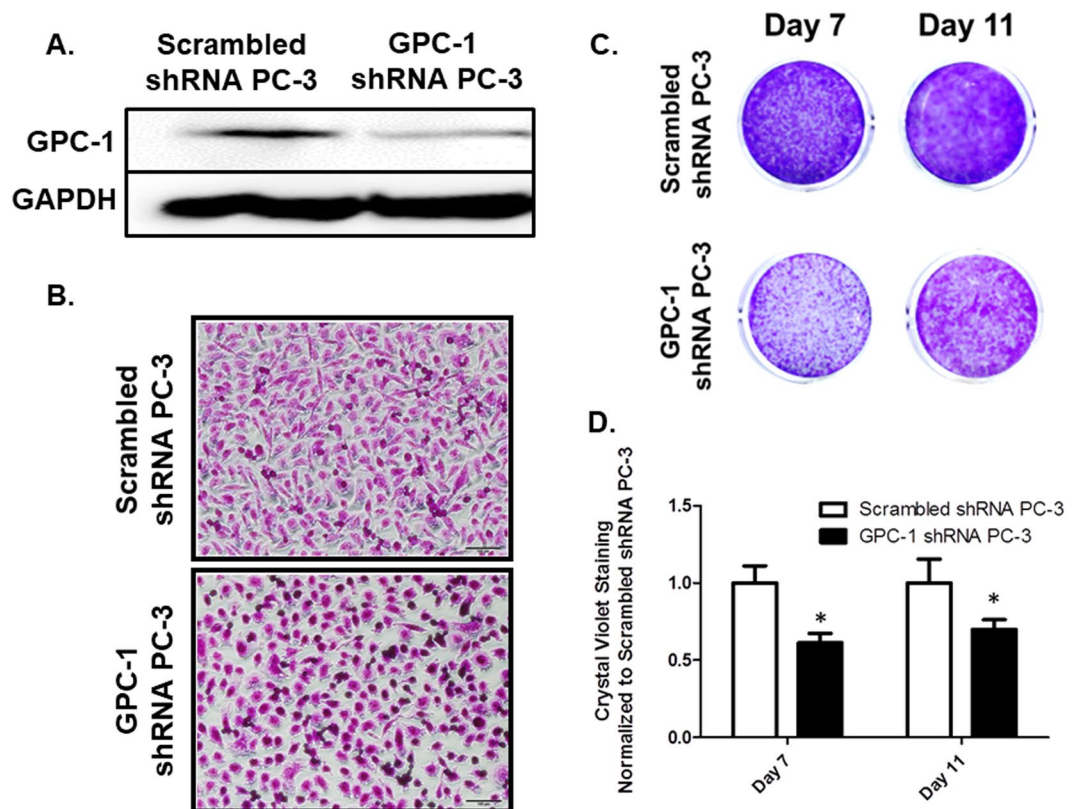 A.
Scrambled
shRNA PC-3
GPC-1
shRNA PC-3
GPC-1
GAPDH
B.
Scrambled
shRNA PC-3
GPC-1
shRNA PC-3
C.
Day 7
Day 11
Scrambled
shRNA PC-3
GPC-1
shRNA PC-3
D.
Crystal Violet Staining
Normalized to Scrambled shRNA PC-3
1.5
1.0
0.5
0.0
Scrambled shRNA PC-3
GPC-1 shRNA PC-3
*
*
Day 7
Day 11